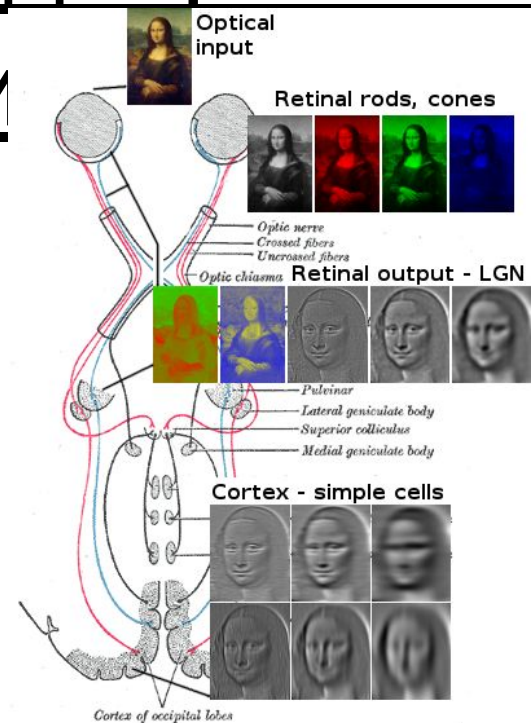 Optical
input
Retinal rods, cones
Optic nerve
Crossed fibers
Uncrossed fibers
Optic chiasma
Retinal output - LGN
Pulvinar
Lateral geniculate body
Superior colliculus
Medial geniculate body
Cortex - simple cells
Cortex of occipital lobes